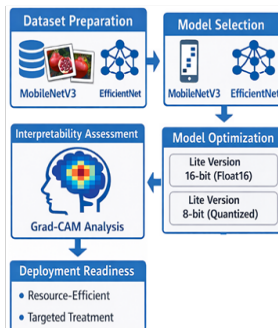 Dataset Preparation
MobileNetV3 EfficientNet
Model Selection
MobileNetV3 EfficientNet
Interpretability Assessment
Grad-CAM Analysis
Model Optimization
Lite Version
16-bit (Float16)
Lite Version
8-bit (Quantized)
Deployment Readiness
• Resource-Efficient
• Targeted Treatment